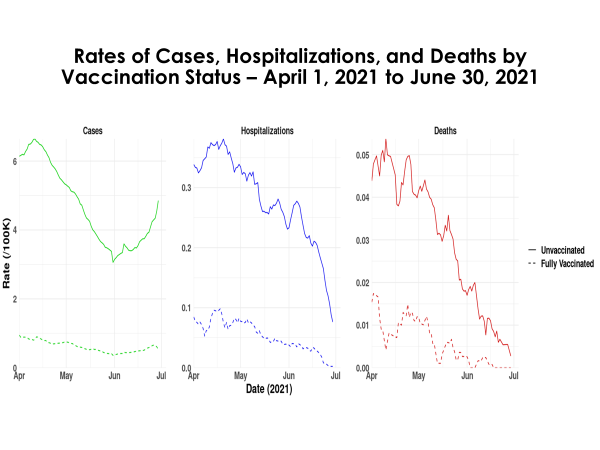 Rates of Cases, Hospitalizations, and Deaths by
Vaccination Status – April 1, 2021 to June 30, 2021
Cases
Hospitalizations
Deaths
Rate (/100K)
6
4
2
0
0.3
0.2
0.1
0.0
0.05
0.04
0.03
0.02
0.01
0.00
Apr May Jun Jul
Apr May Jun Jul
Apr May Jun Jul
Date (2021)
Unvaccinated
Fully Vaccinated